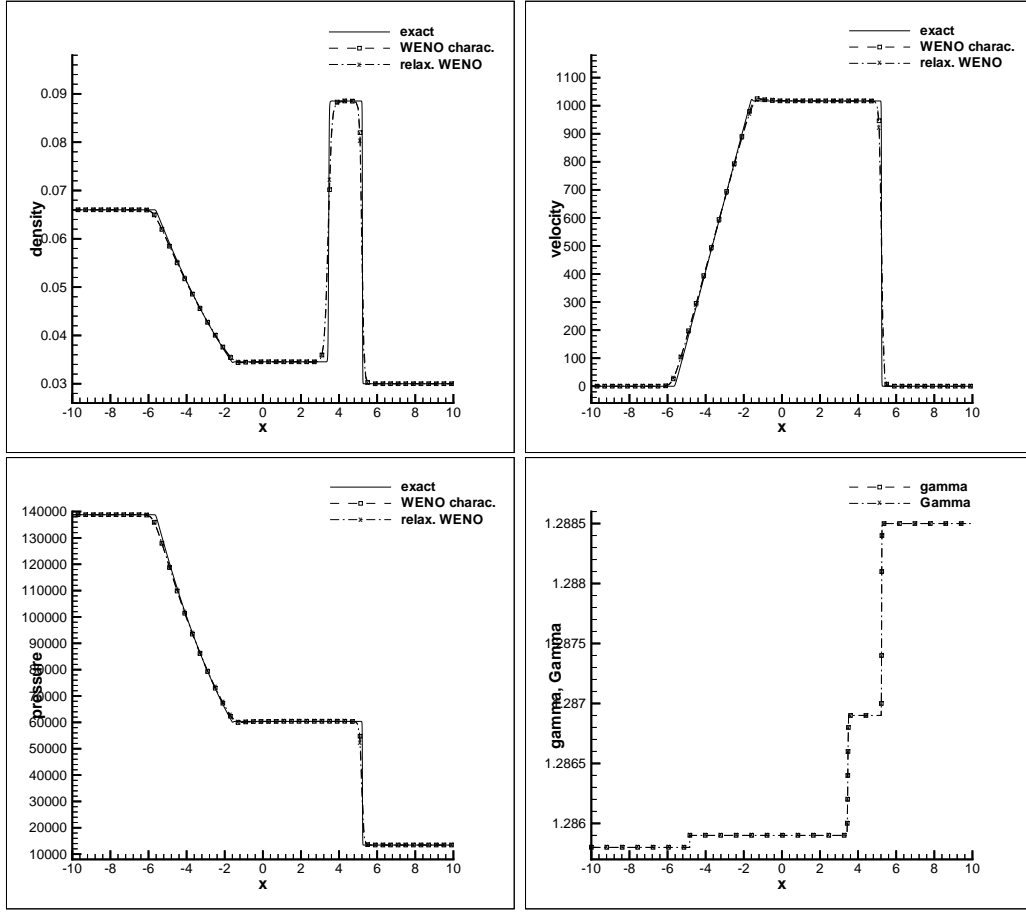 exact
WENO charac.
relax. WENO
density
0.09
0.08
0.07
0.06
0.05
0.04
0.03
-10 -8 -6 -4 -2 0 2 4 6 8 10
x
exact
WENO charac.
relax. WENO
velocity
1100
1000
900
800
700
600
500
400
300
200
100
0
-10 -8 -6 -4 -2 0 2 4 6 8 10
x
exact
WENO charac.
relax. WENO
pressure
140000
130000
120000
110000
100000
90000
80000
70000
60000
50000
40000
30000
20000
10000
-10 -8 -6 -4 -2 0 2 4 6 8 10
x
gamma
Gamma
gamma, Gamma
1.2885
1.288
1.2875
1.287
1.2865
1.286
-10 -8 -6 -4 -2 0 2 4 6 8 10
x